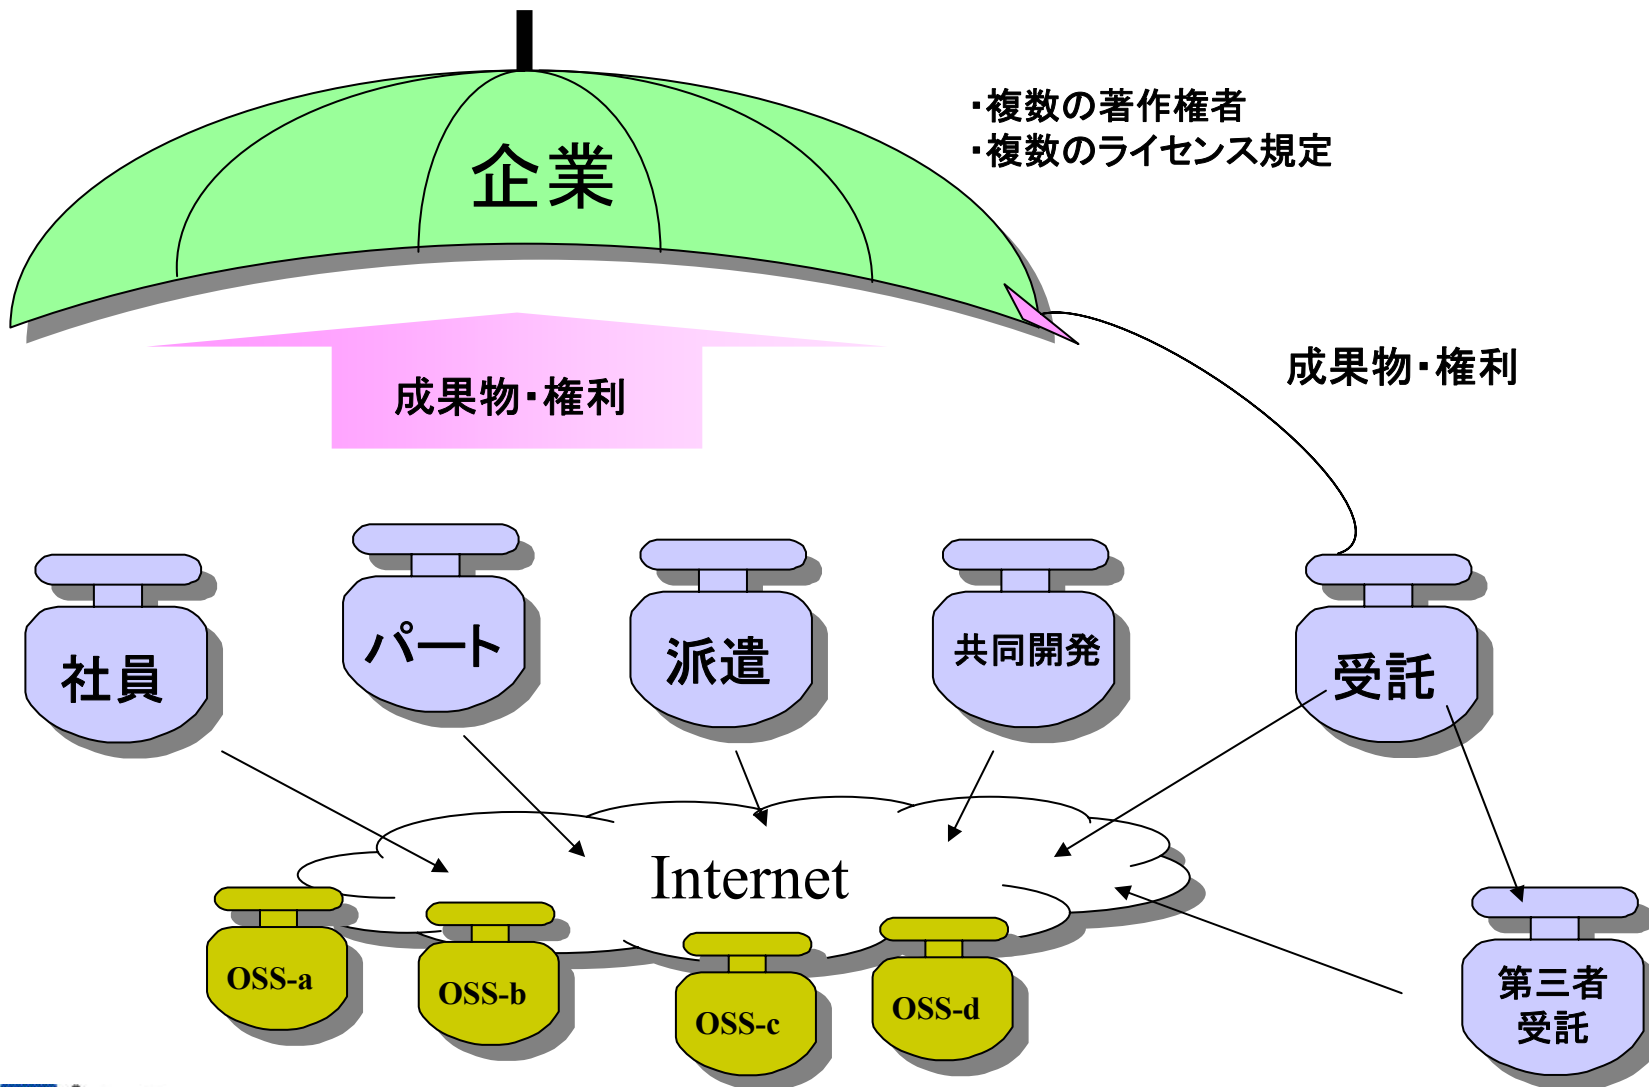 ・複数の著作権者
・複数のライセンス規定
企業
成果物・権利
成果物・権利
社員
パート
派遣
共同開発
受託
Internet
OSS-a
OSS-b
OSS-c
OSS-d
第三者
受託